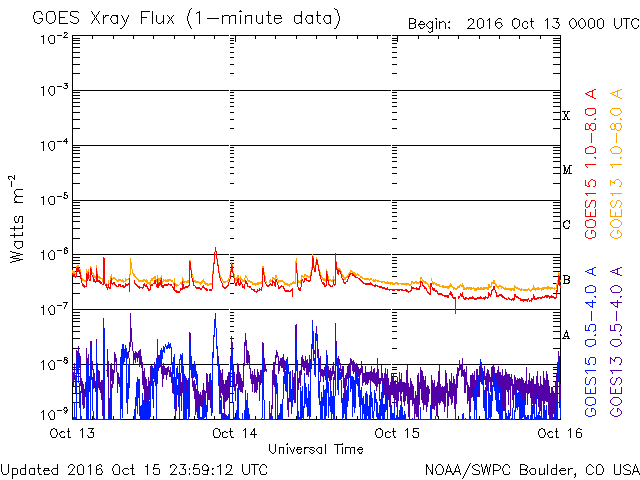 GOES Xray Flux (1-minute data)
Begin: 2016 Oct 13 0000 UTC
10⁻²
10⁻³
10⁻⁴
10⁻⁵
10⁻⁶
10⁻⁷
10⁻⁸
10⁻⁹
Watts m⁻²
X
M
C
B
A
GOES15 1.0-8.0 A
GOES13 1.0-8.0 A
GOES15 0.5-4.0 A
GOES13 0.5-4.0 A
Oct 13 Oct 14 Oct 15 Oct 16
Universal Time
Updated 2016 Oct 15 23:59:12 UTC
NOAA/SWPC Boulder, CO USA